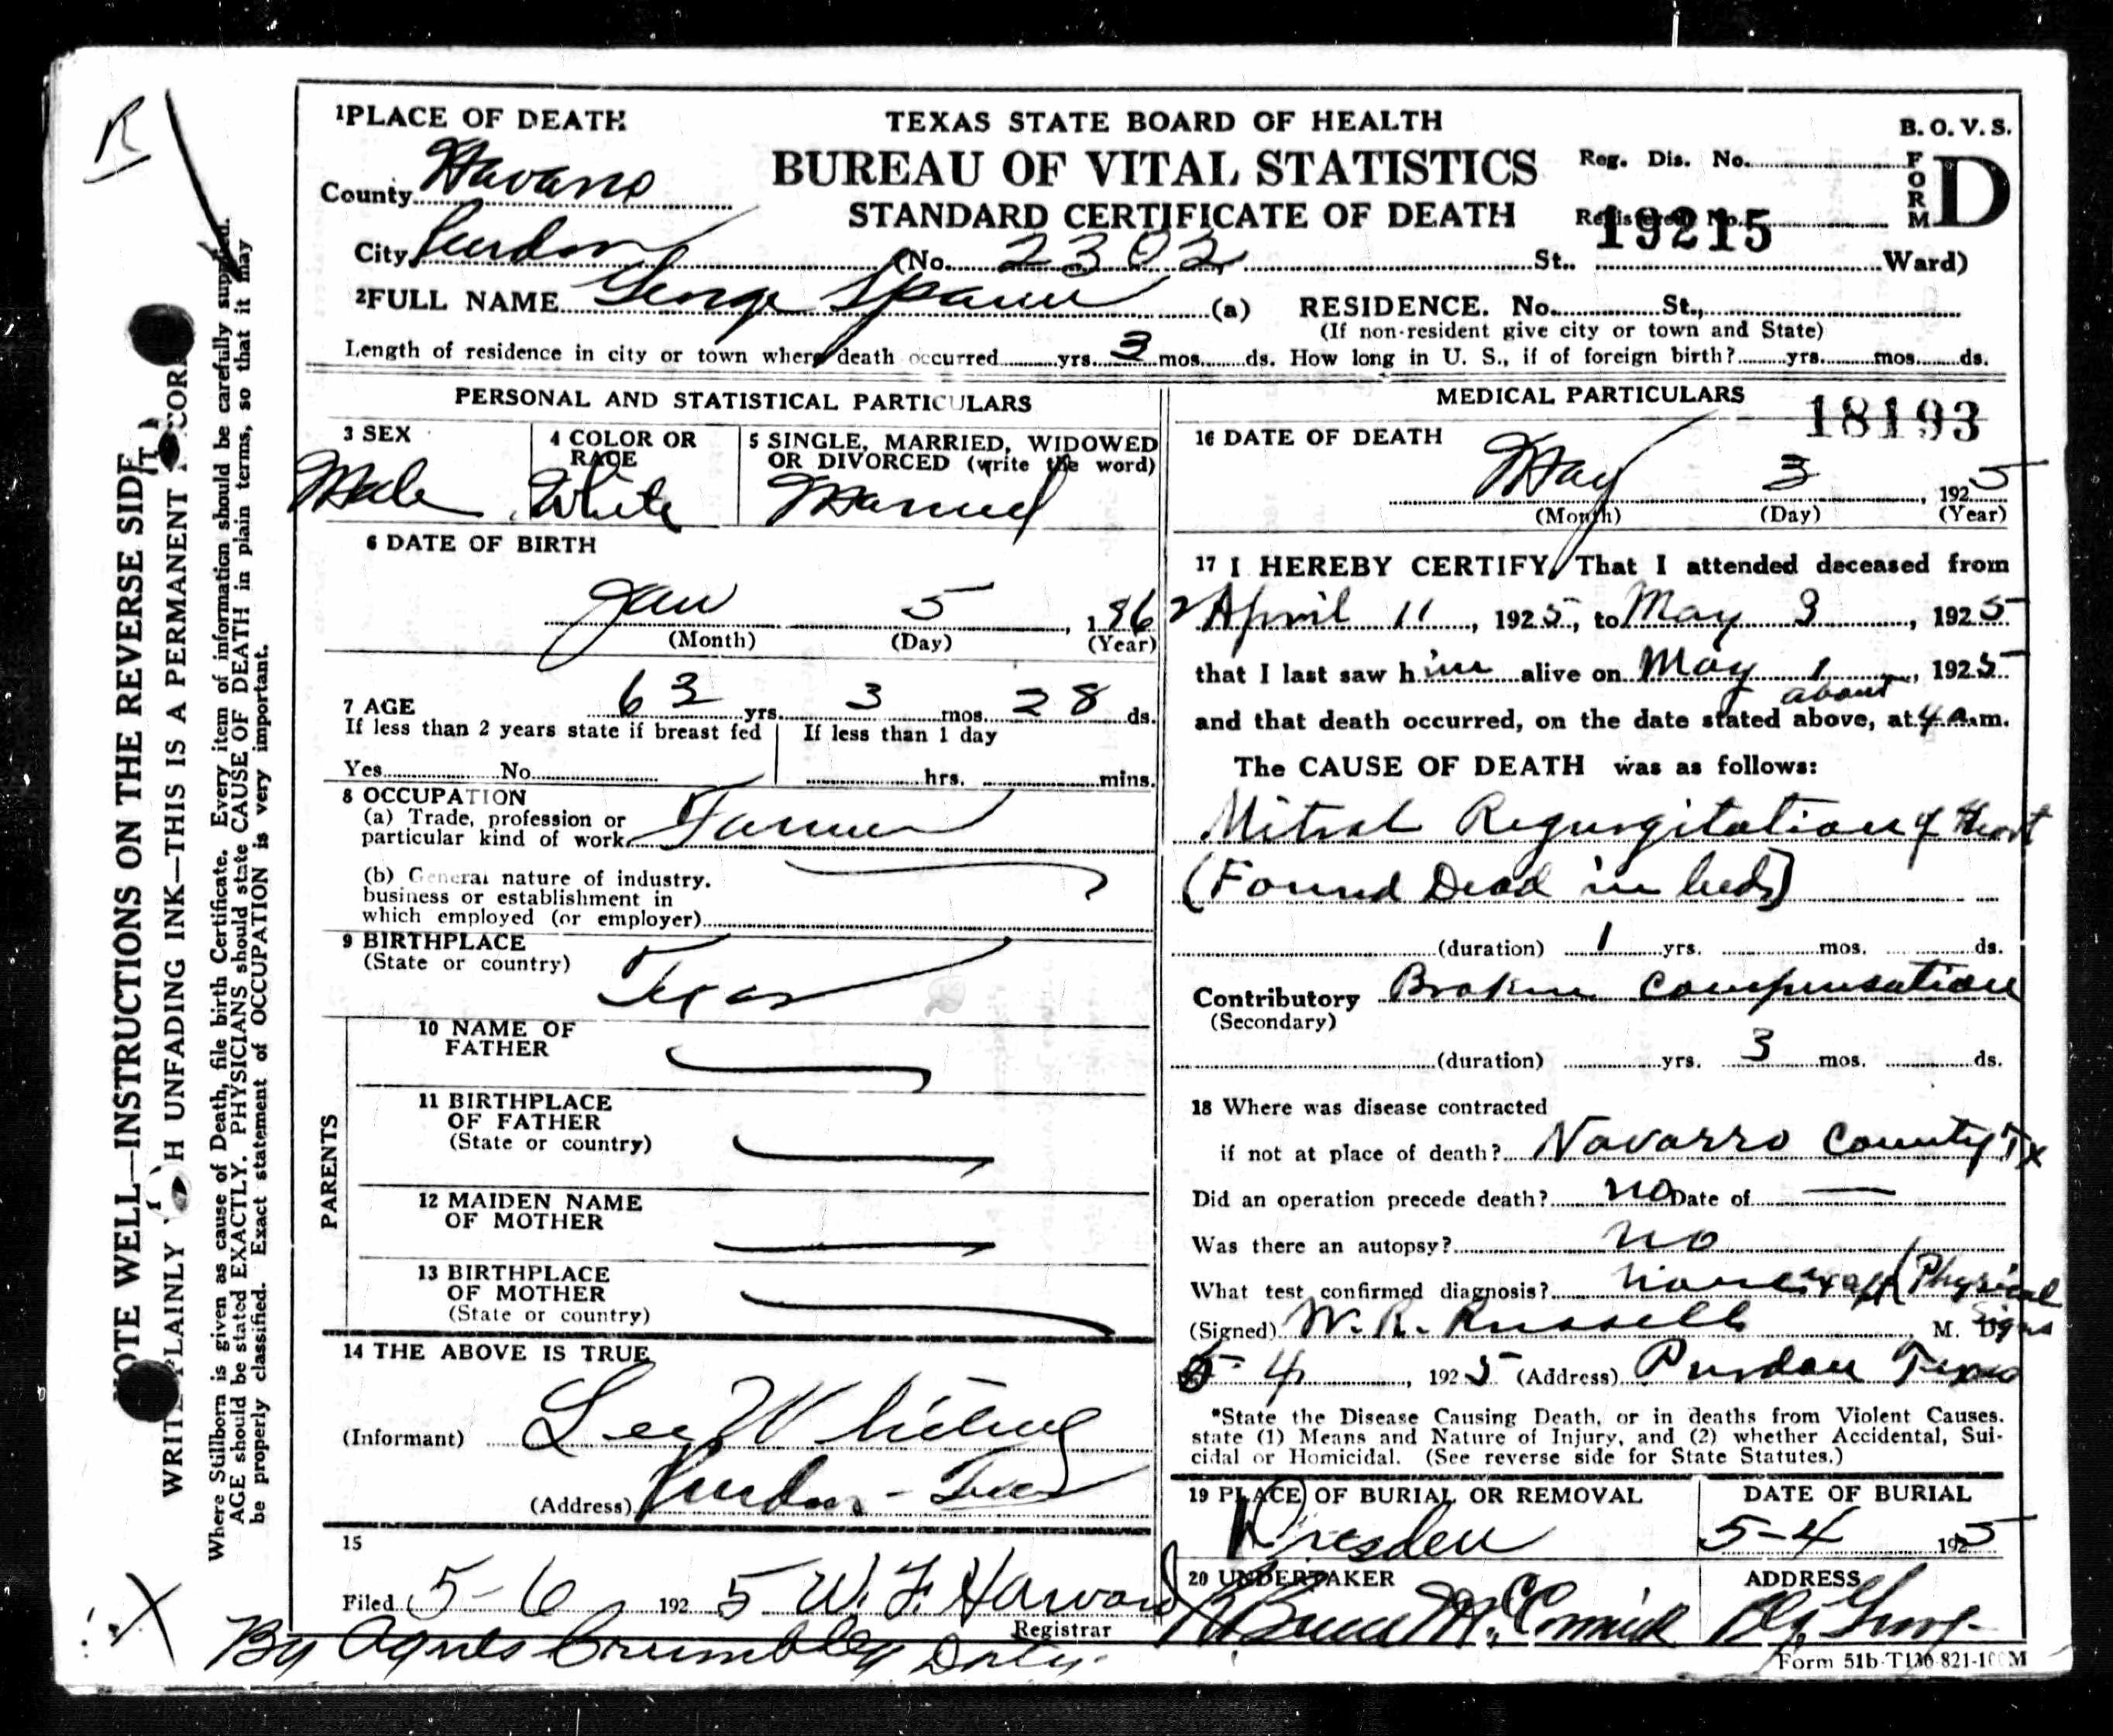 B. O. V. S.
FORM D
TEXAS STATE BOARD OF HEALTH
BUREAU OF VITAL STATISTICS
STANDARD CERTIFICATE OF DEATH
Reg. Dis. No.
Register No. 19215
1 PLACE OF DEATH
County Navarro
City Purdon (No. 2302 St., Ward)
2 FULL NAME George Spann (a) RESIDENCE. No. St.,
(If non-resident give city or town and State)
Length of residence in city or town where death occurred yrs. 3 mos. ds. How long in U. S., if of foreign birth? yrs. mos. ds.
PERSONAL AND STATISTICAL PARTICULARS
3 SEX
Male
4 COLOR OR RACE
White
5 SINGLE, MARRIED, WIDOWED
OR DIVORCED (write the word)
Married
6 DATE OF BIRTH
Jan 5, 1862
(Month) (Day) (Year)
7 AGE 63 yrs. 3 mos. 28 ds.
If less than 2 years state if breast fed
If less than 1 day
Yes No
hrs. mins.
8 OCCUPATION
(a) Trade, profession or
particular kind of work Farmer
(b) General nature of industry.
business or establishment in
which employed (or employer)
9 BIRTHPLACE
(State or country) Texas
PARENTS
10 NAME OF
FATHER
11 BIRTHPLACE
OF FATHER
(State or country)
12 MAIDEN NAME
OF MOTHER
13 BIRTHPLACE
OF MOTHER
(State or country)
14 THE ABOVE IS TRUE
(Informant) Lee Whiting
(Address) Purdon - Texas
15
Filed 5-6 1925 W. F. Harvard
Registrar
By Agnes Crumbley Dpty.
MEDICAL PARTICULARS
18193
16 DATE OF DEATH
May 3, 1925
(Month) (Day) (Year)
17 I HEREBY CERTIFY, That I attended deceased from
April 11, 1925, to May 3, 1925
that I last saw him alive on May 1, 1925
about
and that death occurred, on the date stated above, at 4 A.m.
The CAUSE OF DEATH was as follows:
Mitral Regurgitation of Heart
(Found Dead in bed)
(duration) 1 yrs. mos. ds.
Contributory Broken Compensation
(Secondary)
(duration) yrs. 3 mos. ds.
18 Where was disease contracted
if not at place of death? Navarro County Tx
Did an operation precede death? no Date of —
Was there an autopsy? no
What test confirmed diagnosis? none (Physical
Signs
(Signed) W. R. Russell M. D.
5-4, 1925 (Address) Purdon Texas
*State the Disease Causing Death, or in deaths from Violent Causes.
state (1) Means and Nature of Injury, and (2) whether Accidental, Sui-
cidal or Homicidal. (See reverse side for State Statutes.)
19 PLACE OF BURIAL OR REMOVAL
Dresden
DATE OF BURIAL
5-4 1925
20 UNDERTAKER
McCormick
ADDRESS
Form 51b-T136-821-100M
NOTE WELL—INSTRUCTIONS ON THE REVERSE SIDE
WRITE PLAINLY WITH UNFADING INK—THIS IS A PERMANENT RECORD
Where Stillborn is given as cause of Death, file birth Certificate. Every item of information should be carefully supplied.
AGE should be stated EXACTLY. PHYSICIANS should state CAUSE OF DEATH in plain terms, so that it may
be properly classified. Exact statement of OCCUPATION is very important.